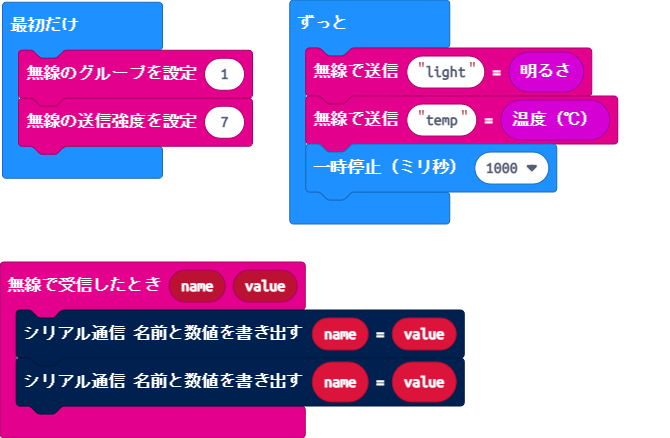 最初だけ
無線のグループを設定 1
無線の送信強度を設定 7
ずっと
無線で送信 "light" = 明るさ
無線で送信 "temp" = 温度（℃）
一時停止（ミリ秒） 1000
無線で受信したとき name value
シリアル通信 名前と数値を書き出す name = value
シリアル通信 名前と数値を書き出す name = value